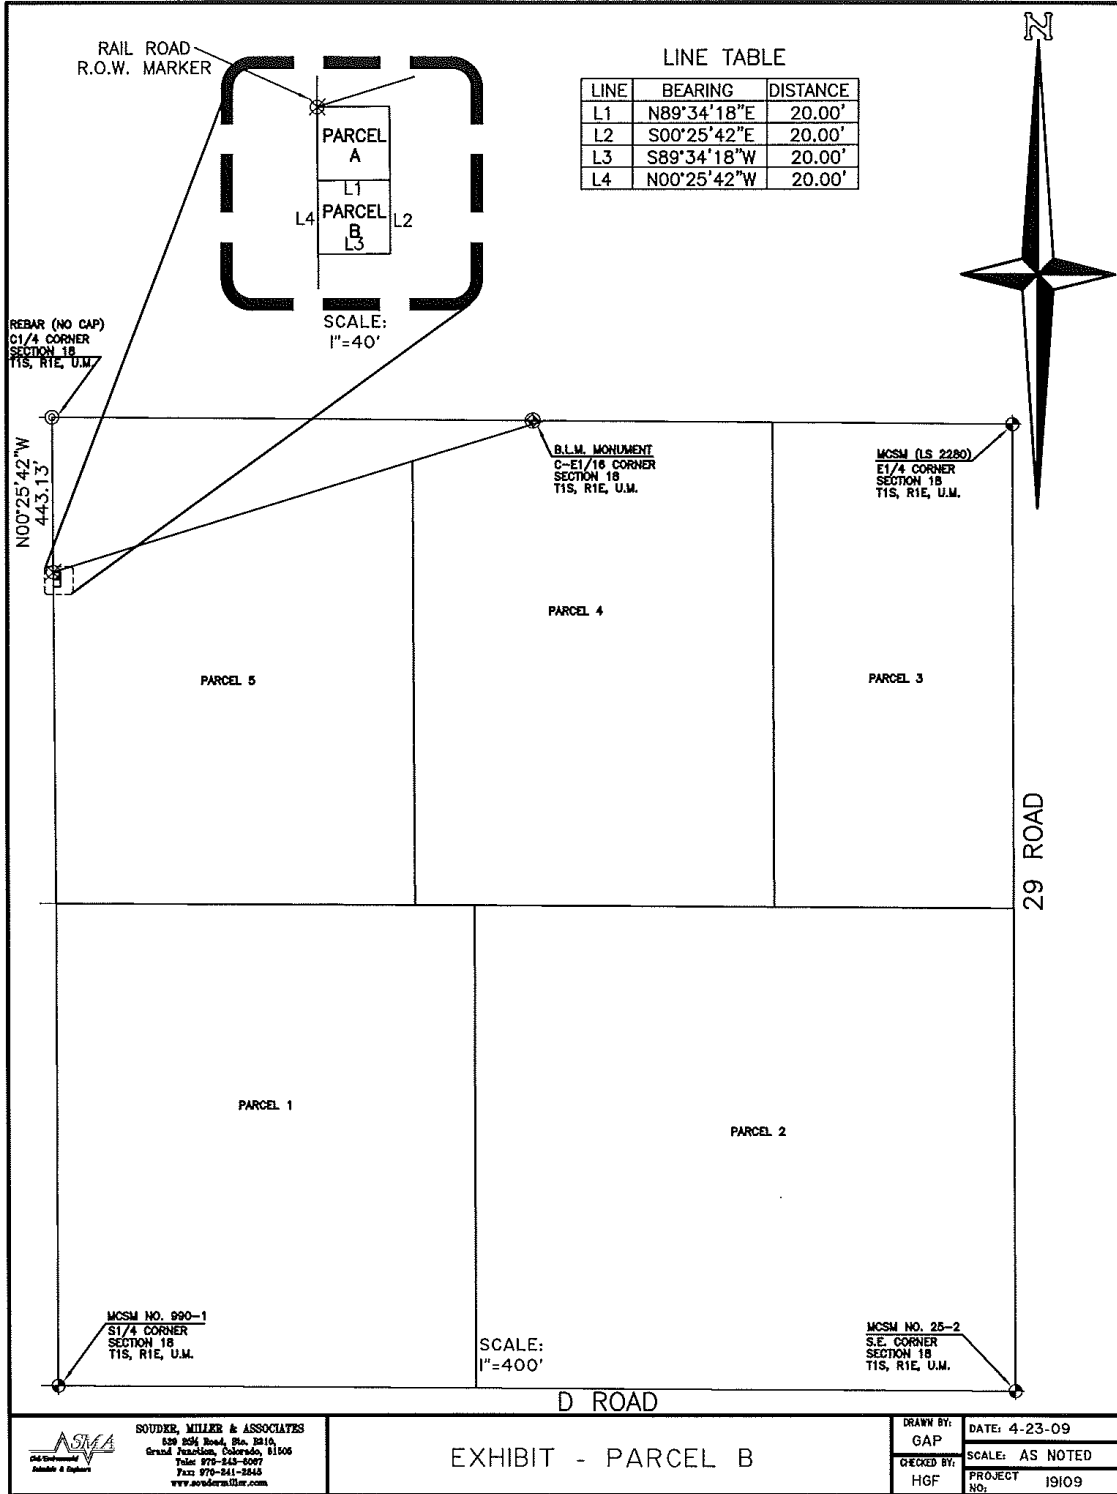 N
RAIL ROAD
R.O.W. MARKER
LINE TABLE
LINE BEARING DISTANCE
L1 N89°34'18"E 20.00'
L2 S00°25'42"E 20.00'
L3 S89°34'18"W 20.00'
L4 N00°25'42"W 20.00'
PARCEL
A
L1
L4 PARCEL L2
B
L3
SCALE:
1"=40'
REBAR (NO CAP)
C1/4 CORNER
SECTION 18
T1S, R1E, U.M.
N00°25'42"W
443.13'
B.L.M. MONUMENT
C-E1/16 CORNER
SECTION 18
T1S, R1E, U.M.
MCSM (LS 2280)
E1/4 CORNER
SECTION 18
T1S, R1E, U.M.
PARCEL 4
PARCEL 5
PARCEL 3
29 ROAD
PARCEL 1
PARCEL 2
MCSM NO. 990-1
S1/4 CORNER
SECTION 18
T1S, R1E, U.M.
SCALE:
1"=400'
MCSM NO. 25-2
S.E. CORNER
SECTION 18
T1S, R1E, U.M.
D ROAD
SMA
SOUDER, MILLER & ASSOCIATES
Grand Junction, Colorado, 81505
www.soudermiller.com
EXHIBIT - PARCEL B
DRAWN BY:
GAP
CHECKED BY:
HGF
DATE: 4-23-09
SCALE: AS NOTED
PROJECT
NO: 19109